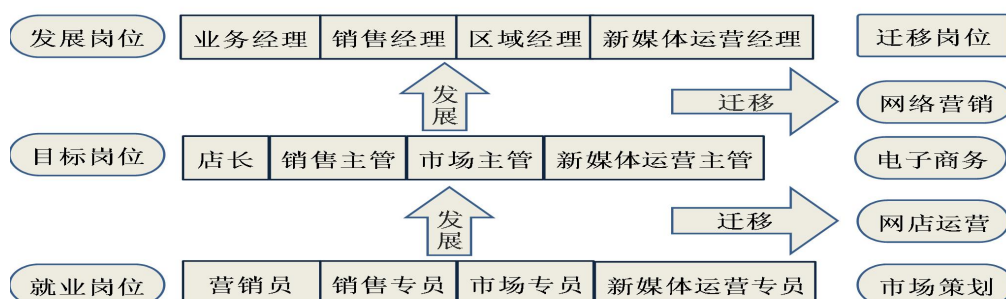 发展岗位 业务经理 销售经理 区域经理 新媒体运营经理 迁移岗位
发展 迁移 网络营销
目标岗位 店长 销售主管 市场主管 新媒体运营主管 电子商务
发展 迁移 网店运营
就业岗位 营销员 销售专员 市场专员 新媒体运营专员 市场策划